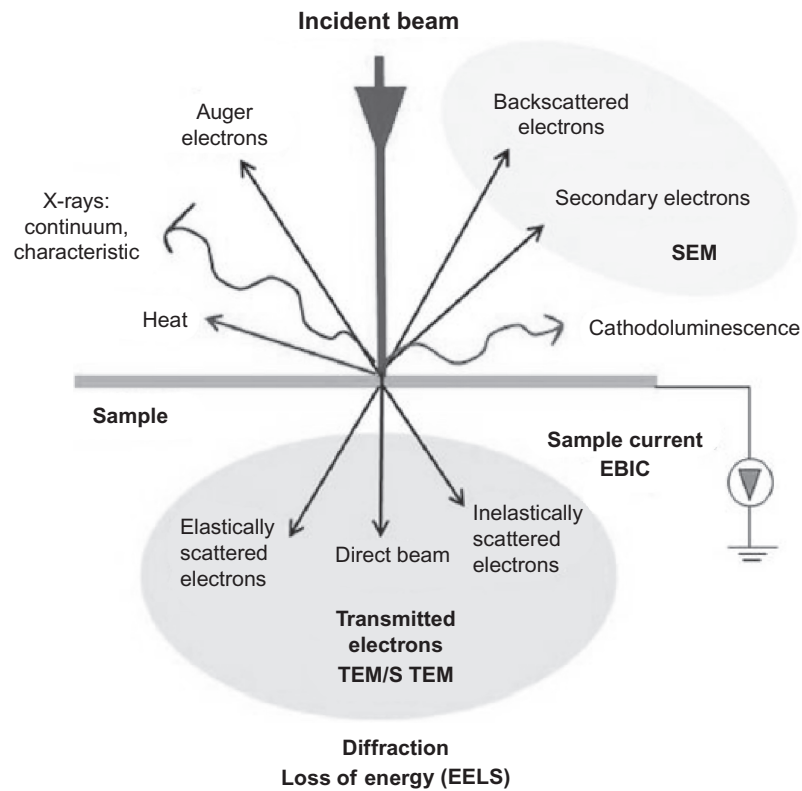 Incident beam
Auger
electrons
Backscattered
electrons
X-rays:
continuum,
characteristic
Secondary electrons
SEM
Heat
Cathodoluminescence
Sample
Sample current
EBIC
Elastically
scattered
electrons
Direct beam
Inelastically
scattered
electrons
Transmitted
electrons
TEM/S TEM
Diffraction
Loss of energy (EELS)